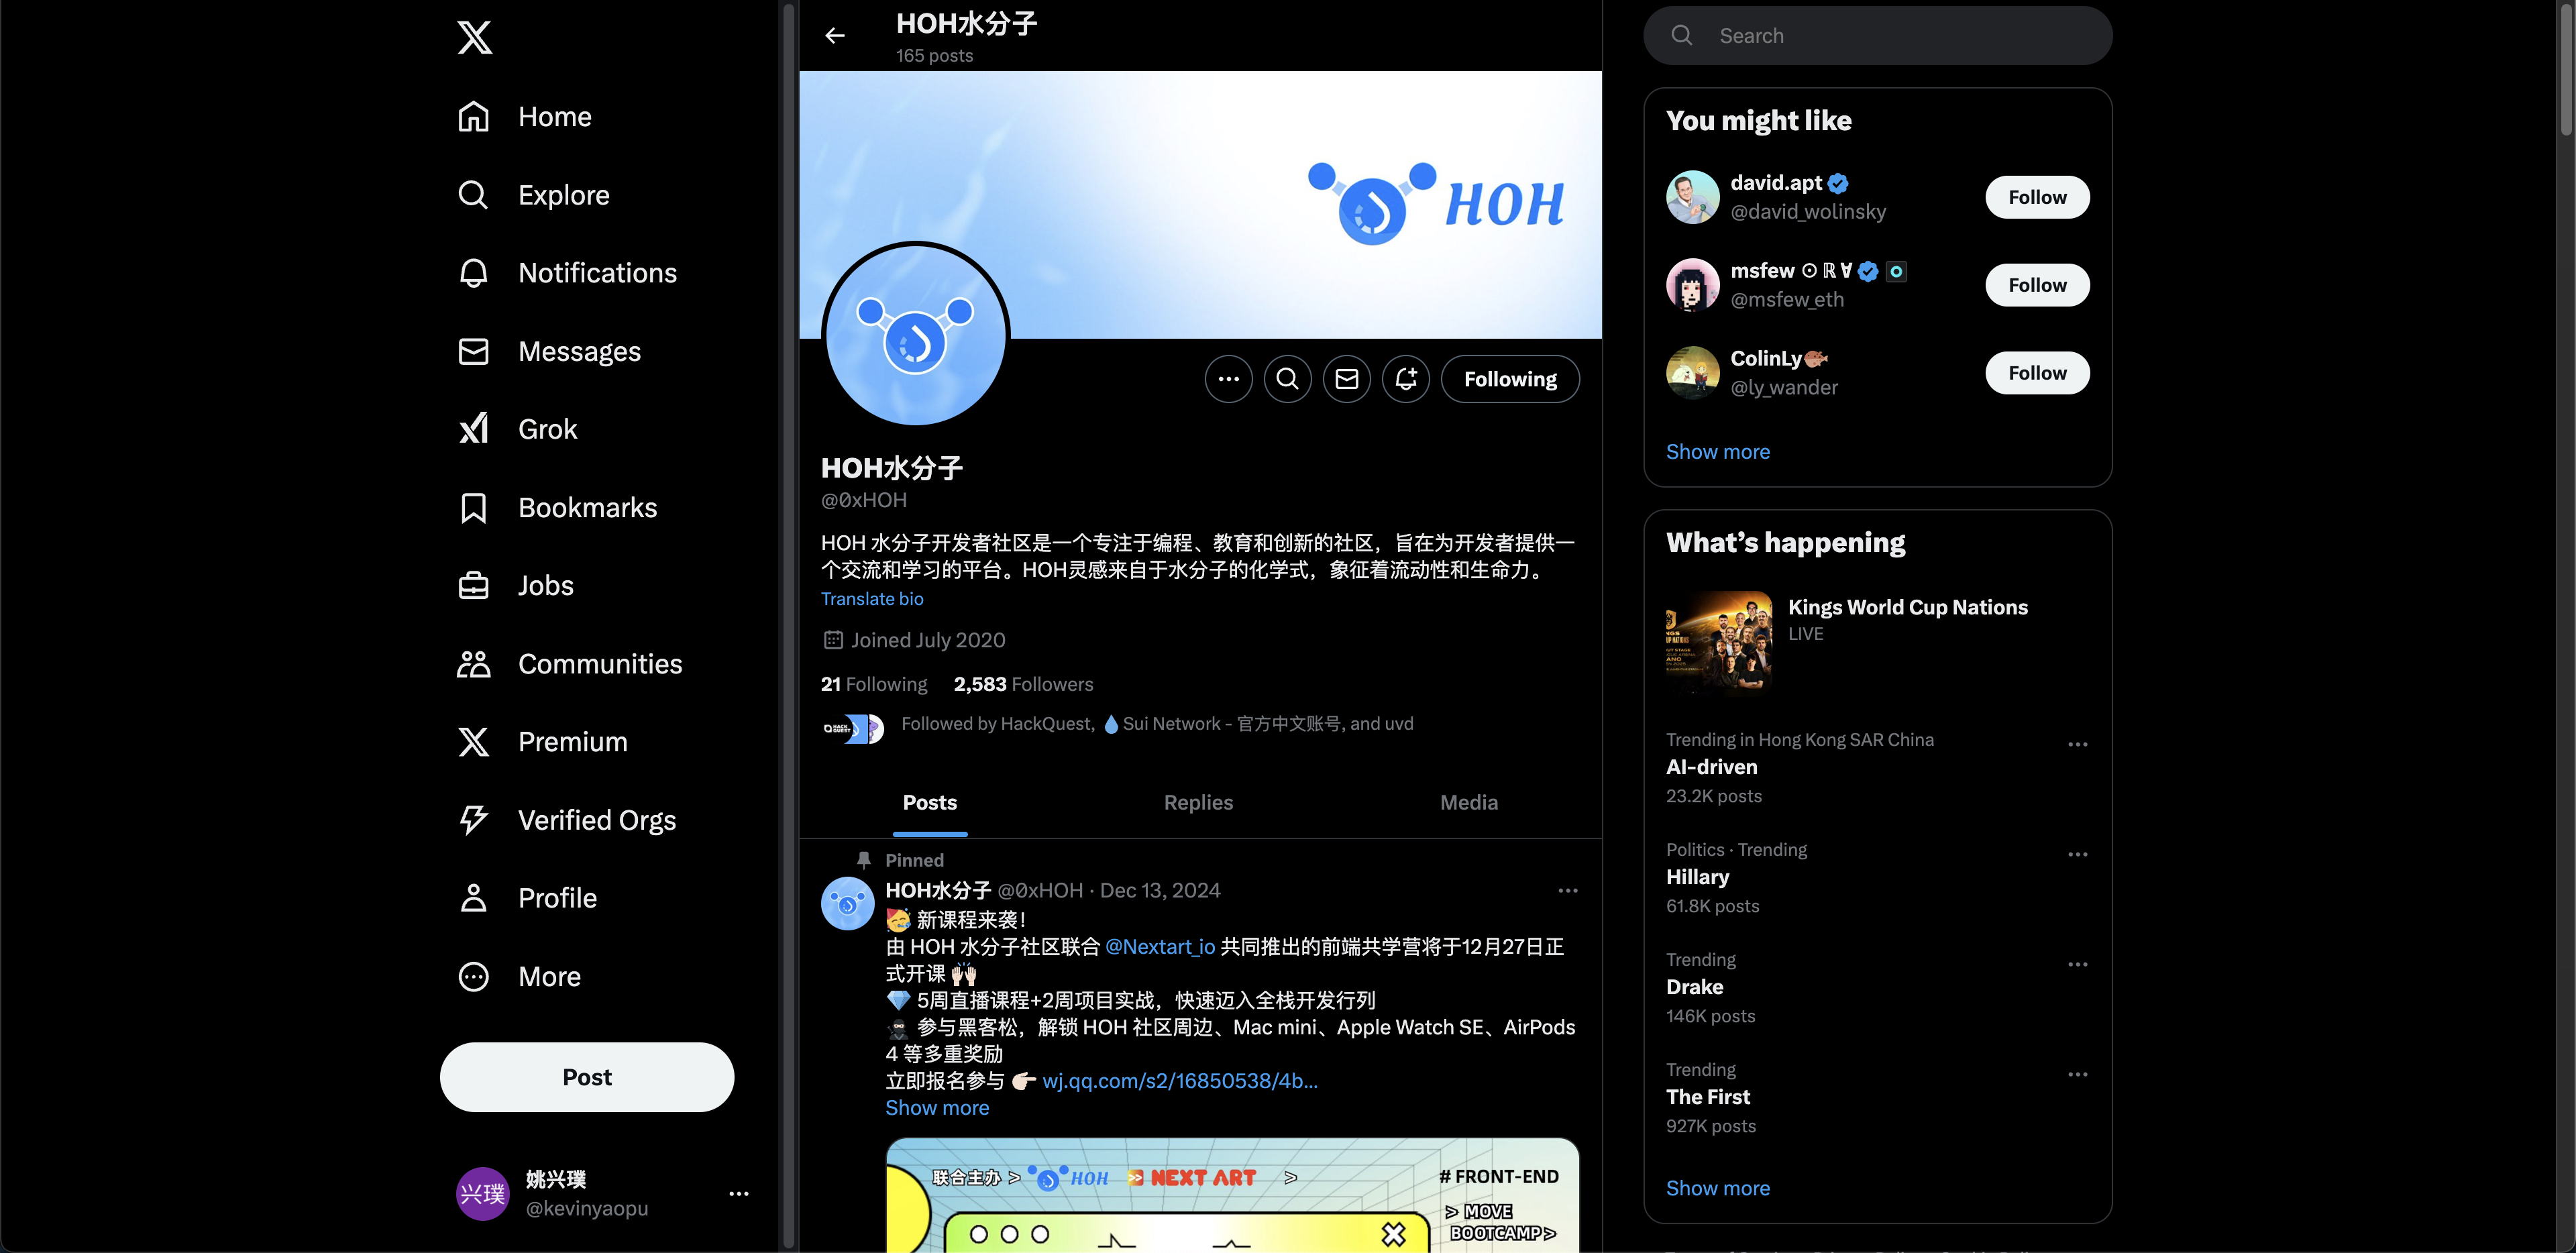 Home
Explore
Notifications
Messages
Grok
Bookmarks
Jobs
Communities
Premium
Verified Orgs
Profile
More
Post
兴璞
姚兴璞
@kevinyaopu
HOH水分子
165 posts
HOH
Following
HOH水分子
@0xHOH
HOH 水分子开发者社区是一个专注于编程、教育和创新的社区，旨在为开发者提供一
个交流和学习的平台。HOH灵感来自于水分子的化学式，象征着流动性和生命力。
Translate bio
Joined July 2020
21 Following 2,583 Followers
HACK
QUEST
Followed by HackQuest, 💧Sui Network - 官方中文账号, and uvd
Posts Replies Media
Pinned
HOH水分子 @0xHOH · Dec 13, 2024
🥳 新课程来袭！
由 HOH 水分子社区联合 @Nextart_io 共同推出的前端共学营将于12月27日正
式开课 🙌🏻
💎 5周直播课程+2周项目实战，快速迈入全栈开发行列
🥷 参与黑客松，解锁 HOH 社区周边、Mac mini、Apple Watch SE、AirPods
4 等多重奖励
立即报名参与 👉🏻 wj.qq.com/s2/16850538/4b...
Show more
联合主办 > HOH NEXT ART >
# FRONT-END
> MOVE
BOOTCAMP >
Search
You might like
david.apt
@david_wolinsky
Follow
msfew ⊙ ℝ ∀
@msfew_eth
Follow
ColinLy🐡
@ly_wander
Follow
Show more
What's happening
Kings World Cup Nations
LIVE
Trending in Hong Kong SAR China
AI-driven
23.2K posts
Politics · Trending
Hillary
61.8K posts
Trending
Drake
146K posts
Trending
The First
927K posts
Show more